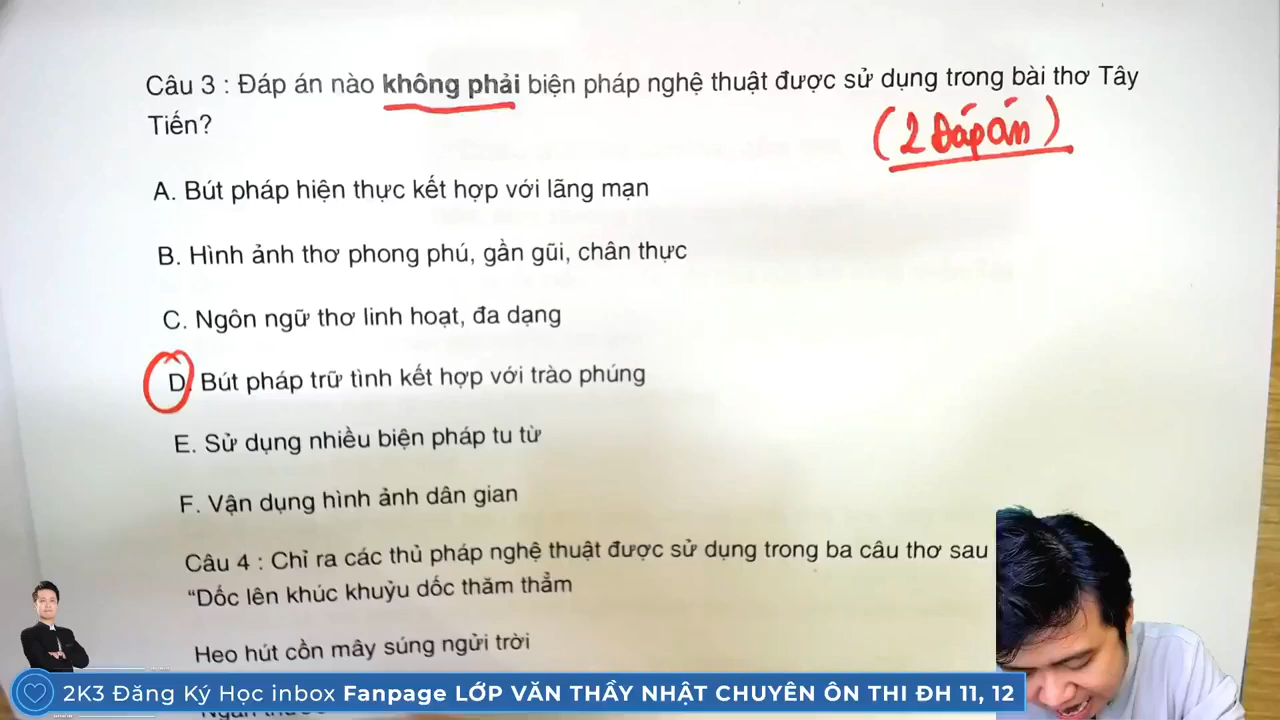 Câu 3 : Đáp án nào không phải biện pháp nghệ thuật được sử dụng trong bài thơ Tây
Tiến?
(2 Đáp án)
A. Bút pháp hiện thực kết hợp với lãng mạn
B. Hình ảnh thơ phong phú, gần gũi, chân thực
C. Ngôn ngữ thơ linh hoạt, đa dạng
D. Bút pháp trữ tình kết hợp với trào phúng
E. Sử dụng nhiều biện pháp tu từ
F. Vận dụng hình ảnh dân gian
Câu 4 : Chỉ ra các thủ pháp nghệ thuật được sử dụng trong ba câu thơ sau
“Dốc lên khúc khuỷu dốc thăm thẳm
Heo hút cồn mây súng ngửi trời
2K3 Đăng Ký Học inbox Fanpage LỚP VĂN THẦY NHẬT CHUYÊN ÔN THI ĐH 11, 12